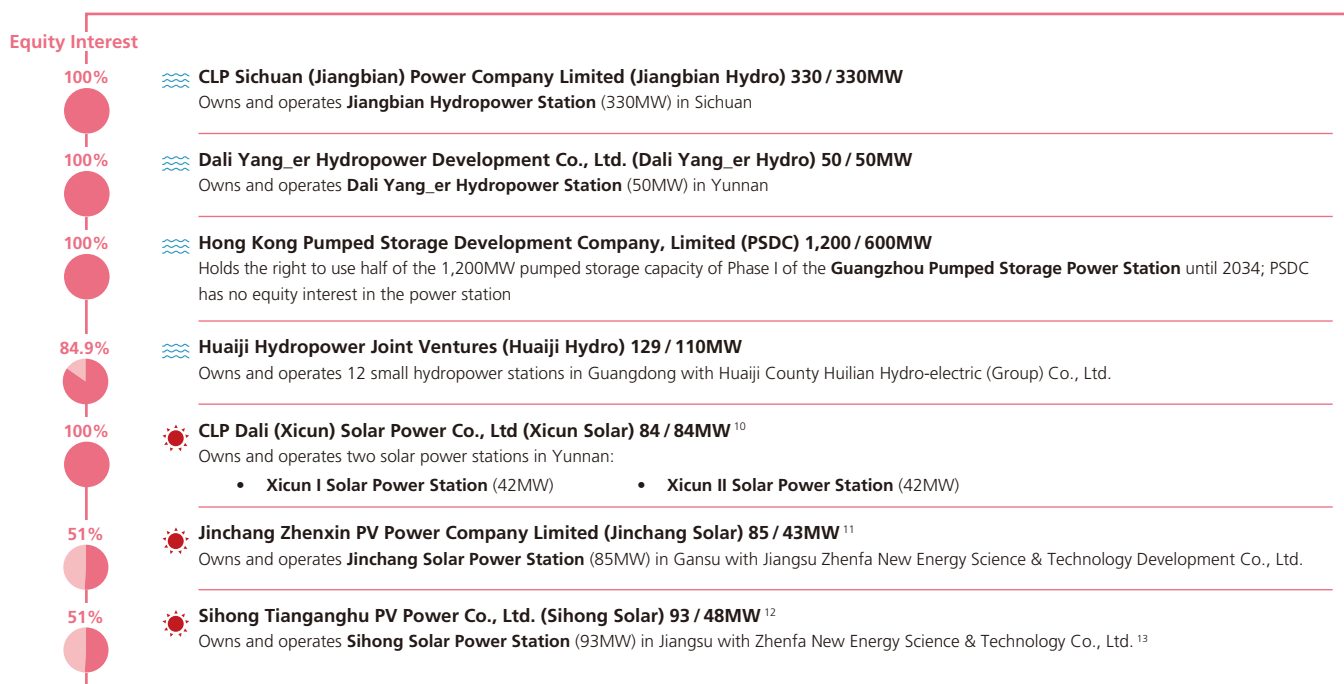 Equity Interest
100%
CLP Sichuan (Jiangbian) Power Company Limited (Jiangbian Hydro) 330 / 330MW
Owns and operates Jiangbian Hydropower Station (330MW) in Sichuan
100%
Dali Yang_er Hydropower Development Co., Ltd. (Dali Yang_er Hydro) 50 / 50MW
Owns and operates Dali Yang_er Hydropower Station (50MW) in Yunnan
100%
Hong Kong Pumped Storage Development Company, Limited (PSDC) 1,200 / 600MW
Holds the right to use half of the 1,200MW pumped storage capacity of Phase I of the Guangzhou Pumped Storage Power Station until 2034; PSDC
has no equity interest in the power station
84.9%
Huaiji Hydropower Joint Ventures (Huaiji Hydro) 129 / 110MW
Owns and operates 12 small hydropower stations in Guangdong with Huaiji County Huilian Hydro-electric (Group) Co., Ltd.
100%
CLP Dali (Xicun) Solar Power Co., Ltd (Xicun Solar) 84 / 84MW 10
Owns and operates two solar power stations in Yunnan:
• Xicun I Solar Power Station (42MW) • Xicun II Solar Power Station (42MW)
51%
Jinchang Zhenxin PV Power Company Limited (Jinchang Solar) 85 / 43MW 11
Owns and operates Jinchang Solar Power Station (85MW) in Gansu with Jiangsu Zhenfa New Energy Science & Technology Development Co., Ltd.
51%
Sihong Tianganghu PV Power Co., Ltd. (Sihong Solar) 93 / 48MW 12
Owns and operates Sihong Solar Power Station (93MW) in Jiangsu with Zhenfa New Energy Science & Technology Co., Ltd. 13